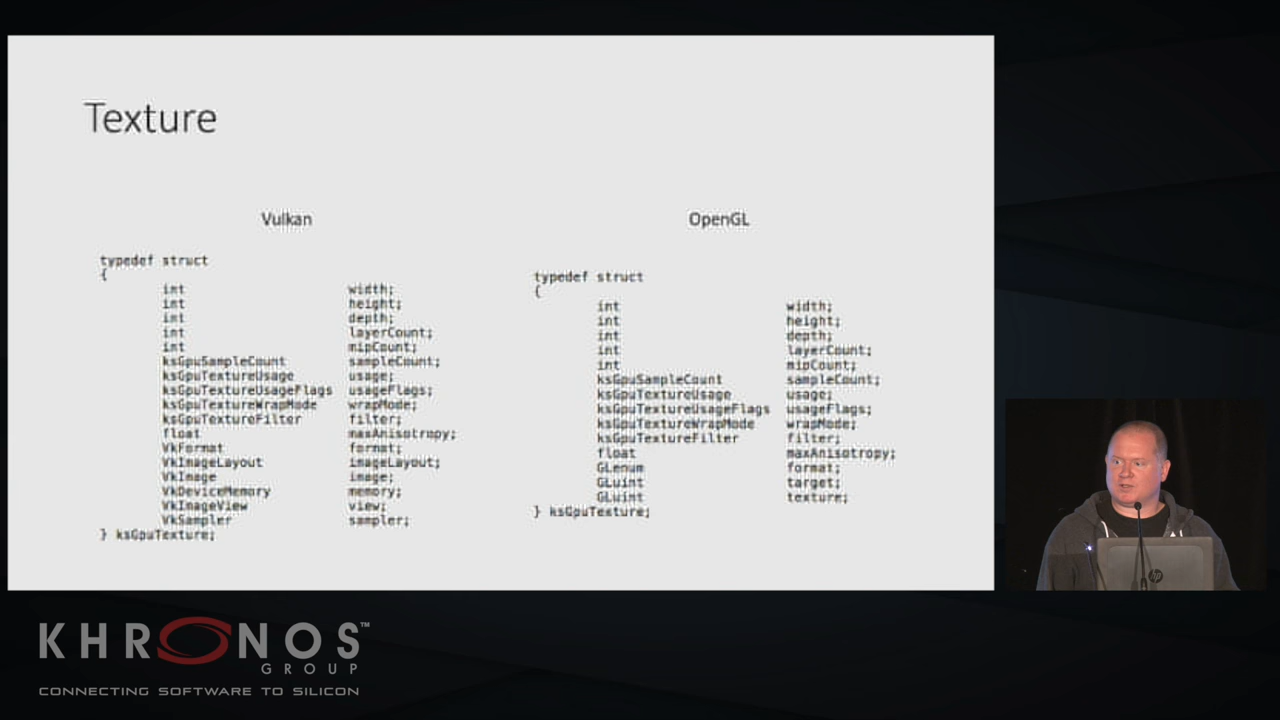 Texture
Vulkan
typedef struct
{
int width;
int height;
int depth;
int layerCount;
int mipCount;
ksGpuSampleCount sampleCount;
ksGpuTextureUsage usage;
ksGpuTextureUsageFlags usageFlags;
ksGpuTextureWrapMode wrapMode;
ksGpuTextureFilter filter;
float maxAnisotropy;
VkFormat format;
VkImageLayout imageLayout;
VkImage image;
VkDeviceMemory memory;
VkImageView view;
VkSampler sampler;
} ksGpuTexture;
OpenGL
typedef struct
{
int width;
int height;
int depth;
int layerCount;
int mipCount;
ksGpuSampleCount sampleCount;
ksGpuTextureUsage usage;
ksGpuTextureUsageFlags usageFlags;
ksGpuTextureWrapMode wrapMode;
ksGpuTextureFilter filter;
float maxAnisotropy;
GLenum format;
GLuint target;
GLuint texture;
} ksGpuTexture;
hp
KHRONOS™
GROUP
CONNECTING SOFTWARE TO SILICON